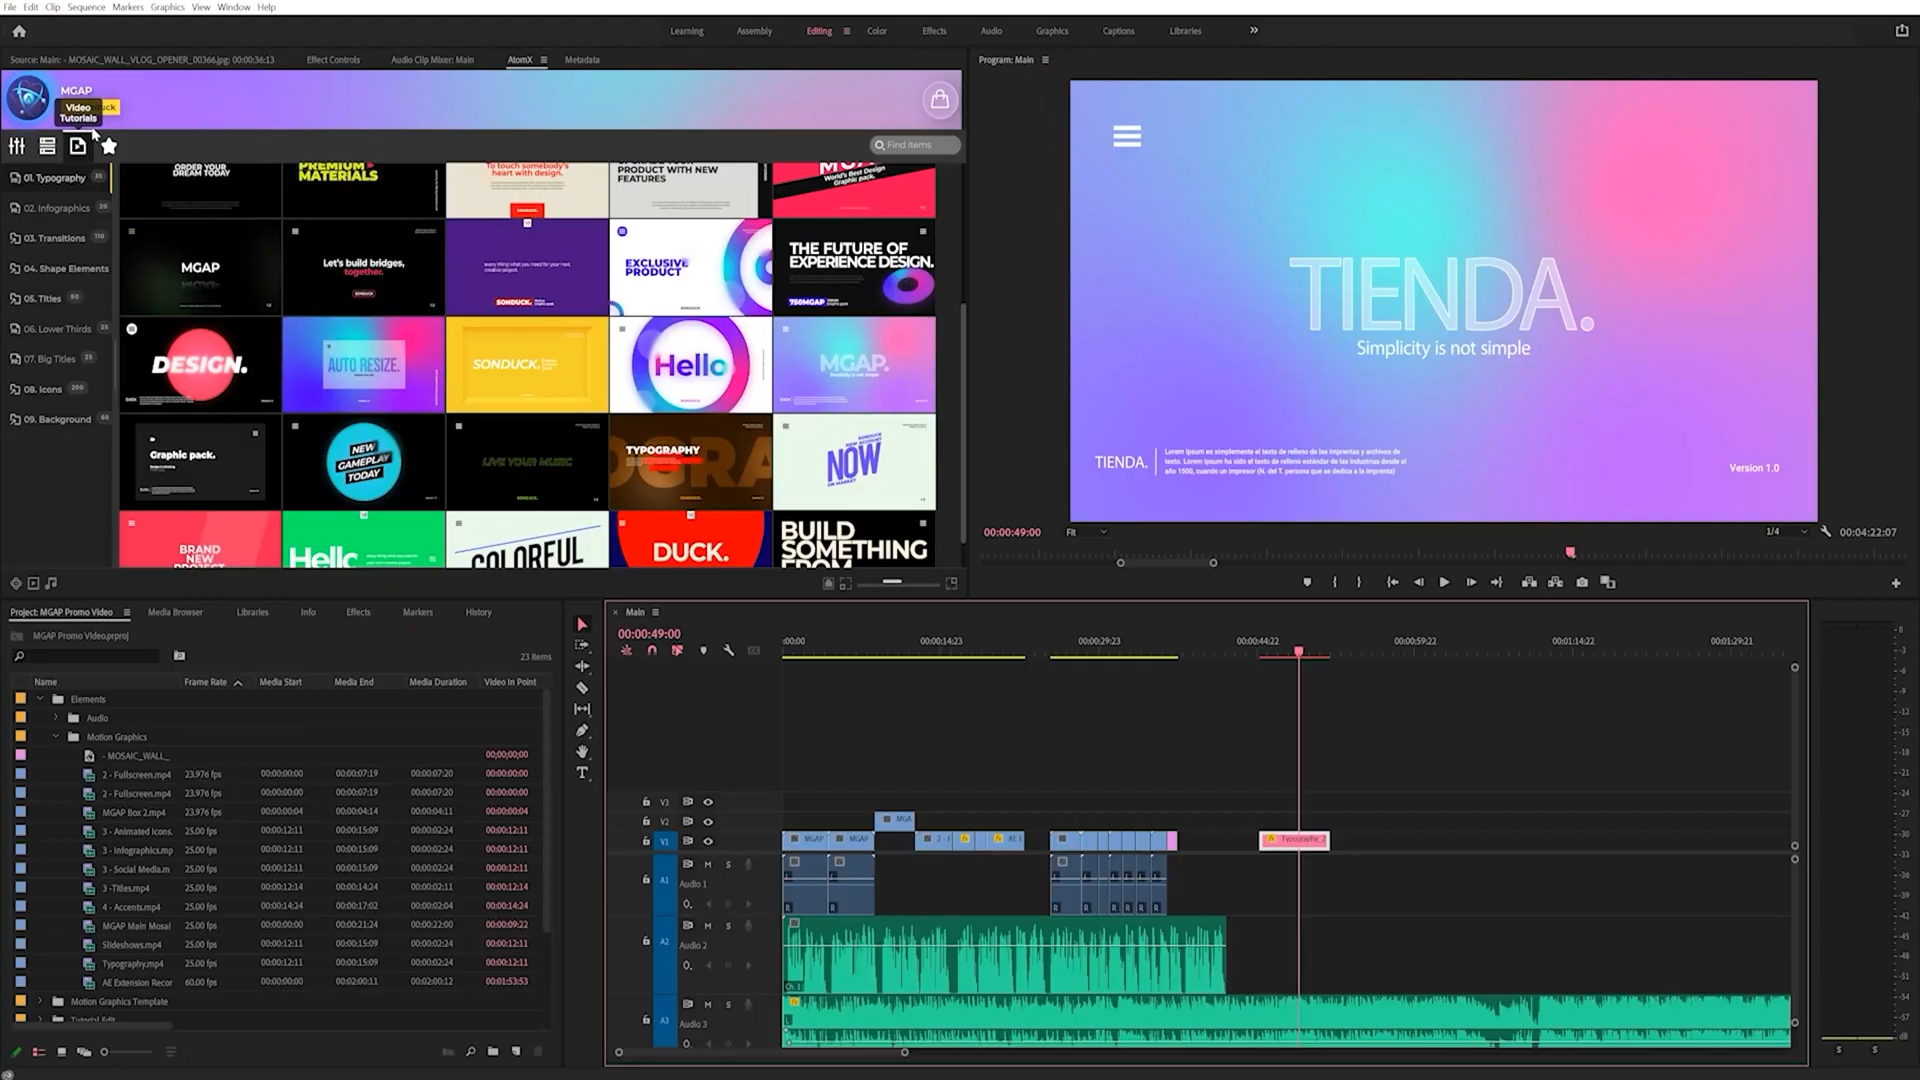 File Edit Clip Sequence Markers Graphics View Window Help
Learning Assembly Editing Color Effects Audio Graphics Captions Libraries
Source: Main: - MOSAIC_WALL_VLOG_OPENER_00366.jpg: 00:00:36:13 Effect Controls Audio Clip Mixer: Main AtomX Metadata
MGAP
Video
Tutorials
Find items
01. Typography 35
02. Infographics 20
03. Transitions 110
04. Shape Elements
05. Titles 60
06. Lower Thirds 25
07. Big Titles 25
08. Icons 200
09. Background 60
ORDER YOUR
DREAM TODAY
PREMIUM
MATERIALS
To touch somebody's
heart with design.
PRODUCT WITH NEW
FEATURES
World's Best Design
Graphic pack.
MGAP
Let's build bridges,
together.
SONDUCK
every thing what you need for your next
creative project.
SONDUCK.
EXCLUSIVE
PRODUCT
THE FUTURE OF
EXPERIENCE DESIGN.
750MGAP
DESIGN.
AUTO RESIZE.
SONDUCK.
Hello
MGAP.
Simplicity is not simple
Graphic pack.
NEW
GAMEPLAY
TODAY
LIVE YOUR MUSIC
SONDUCK.
TYPOGRAPHY
NOW
ON MARKET
BRAND
NEW
PROJECT
Hello
COLORFUL
DUCK.
BUILD
SOMETHING
FROM
Program: Main
TIENDA.
Simplicity is not simple
TIENDA.
Lorem Ipsum es simplemente el texto de relleno de las imprentas y archivos de
texto. Lorem Ipsum ha sido el texto de relleno estándar de las industrias desde el
año 1500, cuando un impresor (N. del T. persona que se dedica a la imprenta)
Version 1.0
00:00:49:00 Fit 1/4 00:04:22:07
Project: MGAP Promo Video Media Browser Libraries Info Effects Markers History
MGAP Promo Video.prproj
23 Items
Name Frame Rate Media Start Media End Media Duration Video In Point
Elements
Audio
Motion Graphics
- MOSAIC_WALL_ 00;00;00;00
2 - Fullscreen.mp4 23.976 fps 00:00:00:00 00:00:07:19 00:00:07:20 00:00:00:00
2 - Fullscreen.mp4 23.976 fps 00:00:00:00 00:00:07:19 00:00:07:20 00:00:00:00
MGAP Box 2.mp4 23.976 fps 00:00:00:04 00:00:04:14 00:00:04:11 00:00:00:04
3 - Animated Icons. 25.00 fps 00:00:12:11 00:00:15:09 00:00:02:24 00:00:12:11
3 - Infographics.mp 25.00 fps 00:00:12:11 00:00:15:09 00:00:02:24 00:00:12:11
3 - Social Media.m 25.00 fps 00:00:12:11 00:00:15:09 00:00:02:24 00:00:12:11
3 -Titles.mp4 25.00 fps 00:00:12:14 00:00:14:24 00:00:02:11 00:00:12:14
4 - Accents.mp4 25.00 fps 00:00:14:24 00:00:17:02 00:00:02:04 00:00:14:24
MGAP Main Mosai 25.00 fps 00:00:00:00 00:00:21:24 00:00:22:00 00:00:09:22
Slideshows.mp4 25.00 fps 00:00:12:11 00:00:15:09 00:00:02:24 00:00:12:11
Typography.mp4 25.00 fps 00:00:12:11 00:00:15:09 00:00:02:24 00:00:12:11
AE Extension Recor 60.00 fps 00:00:00:00 00:02:00:11 00:02:00:12 00:01:53:53
Motion Graphics Template
Tutorial Edit
Main
00:00:49:00
:00:00 00:00:14:23 00:00:29:23 00:00:44:22 00:00:59:22 00:01:14:22 00:01:29:21
V3
V2 MGA
V1 MGAP MGAP 2 - F AE E Typography_2
A1 M S
Audio 1
A2 M S
Audio 2
Ch. 1
A3 M S
Audio 3
0
-3
-6
-9
-12
-15
-18
-21
-24
-27
-30
-33
-36
-39
-42
-45
-48
-51
-54
-57
dB
S S